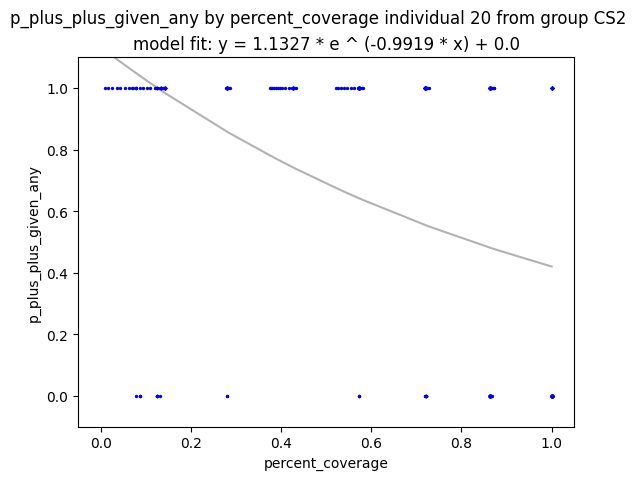 p_plus_plus_given_any by percent_coverage individual 20 from group CS2
model fit: y = 1.1327 * e ^ (-0.9919 * x) + 0.0
1.0
0.8
0.6
0.4
0.2
0.0
p_plus_plus_given_any
0.0 0.2 0.4 0.6 0.8 1.0
percent_coverage